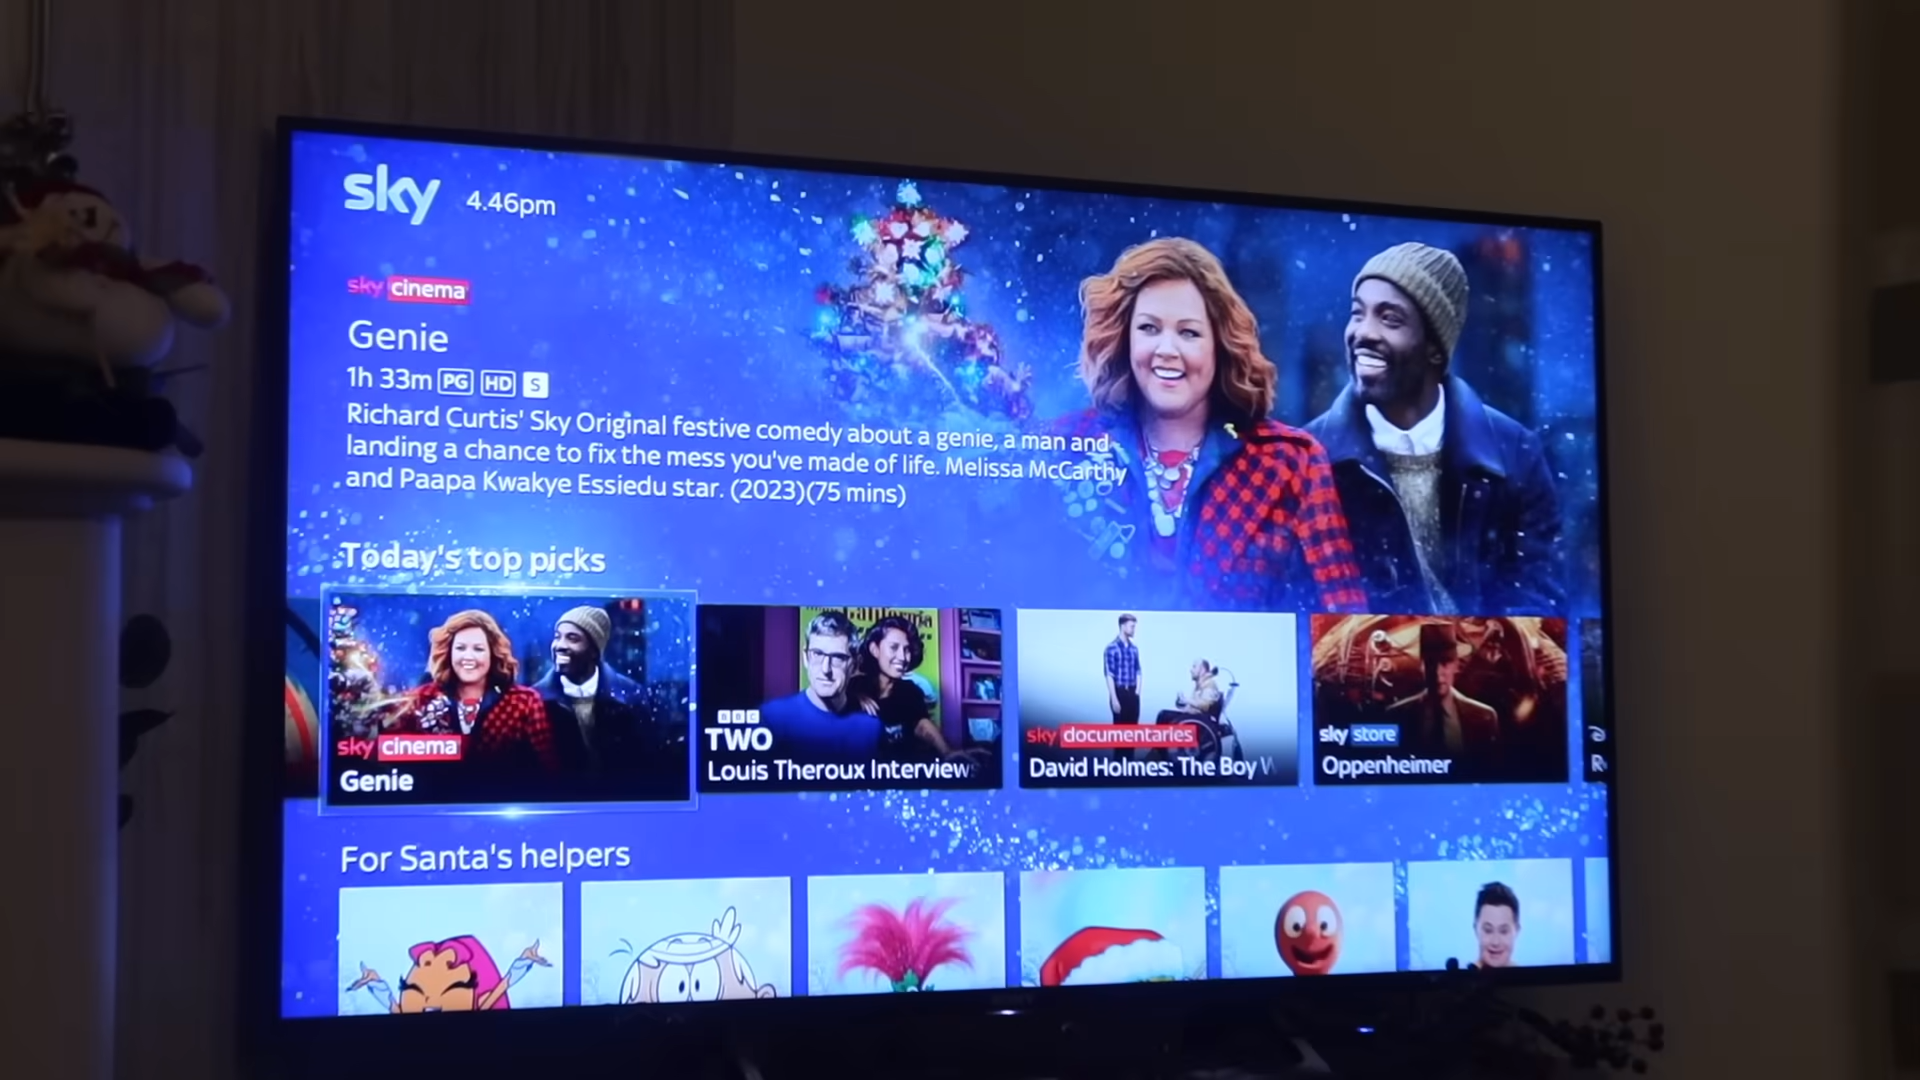 sky 4.46pm
sky cinema
Genie
1h 33m PG HD S
Richard Curtis' Sky Original festive comedy about a genie, a man and
landing a chance to fix the mess you've made of life. Melissa McCarthy
and Paapa Kwakye Essiedu star. (2023)(75 mins)
Today's top picks
sky cinema
Genie
California
BBC
TWO
Louis Theroux Interview
sky documentaries
David Holmes: The Boy W
sky store
Oppenheimer
For Santa's helpers